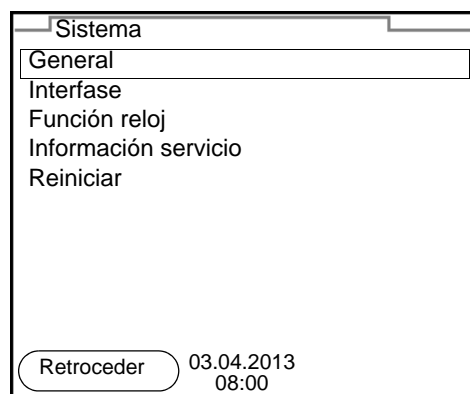 Sistema
General
Interfase
Función reloj
Información servicio
Reiniciar
Retroceder
03.04.2013
08:00